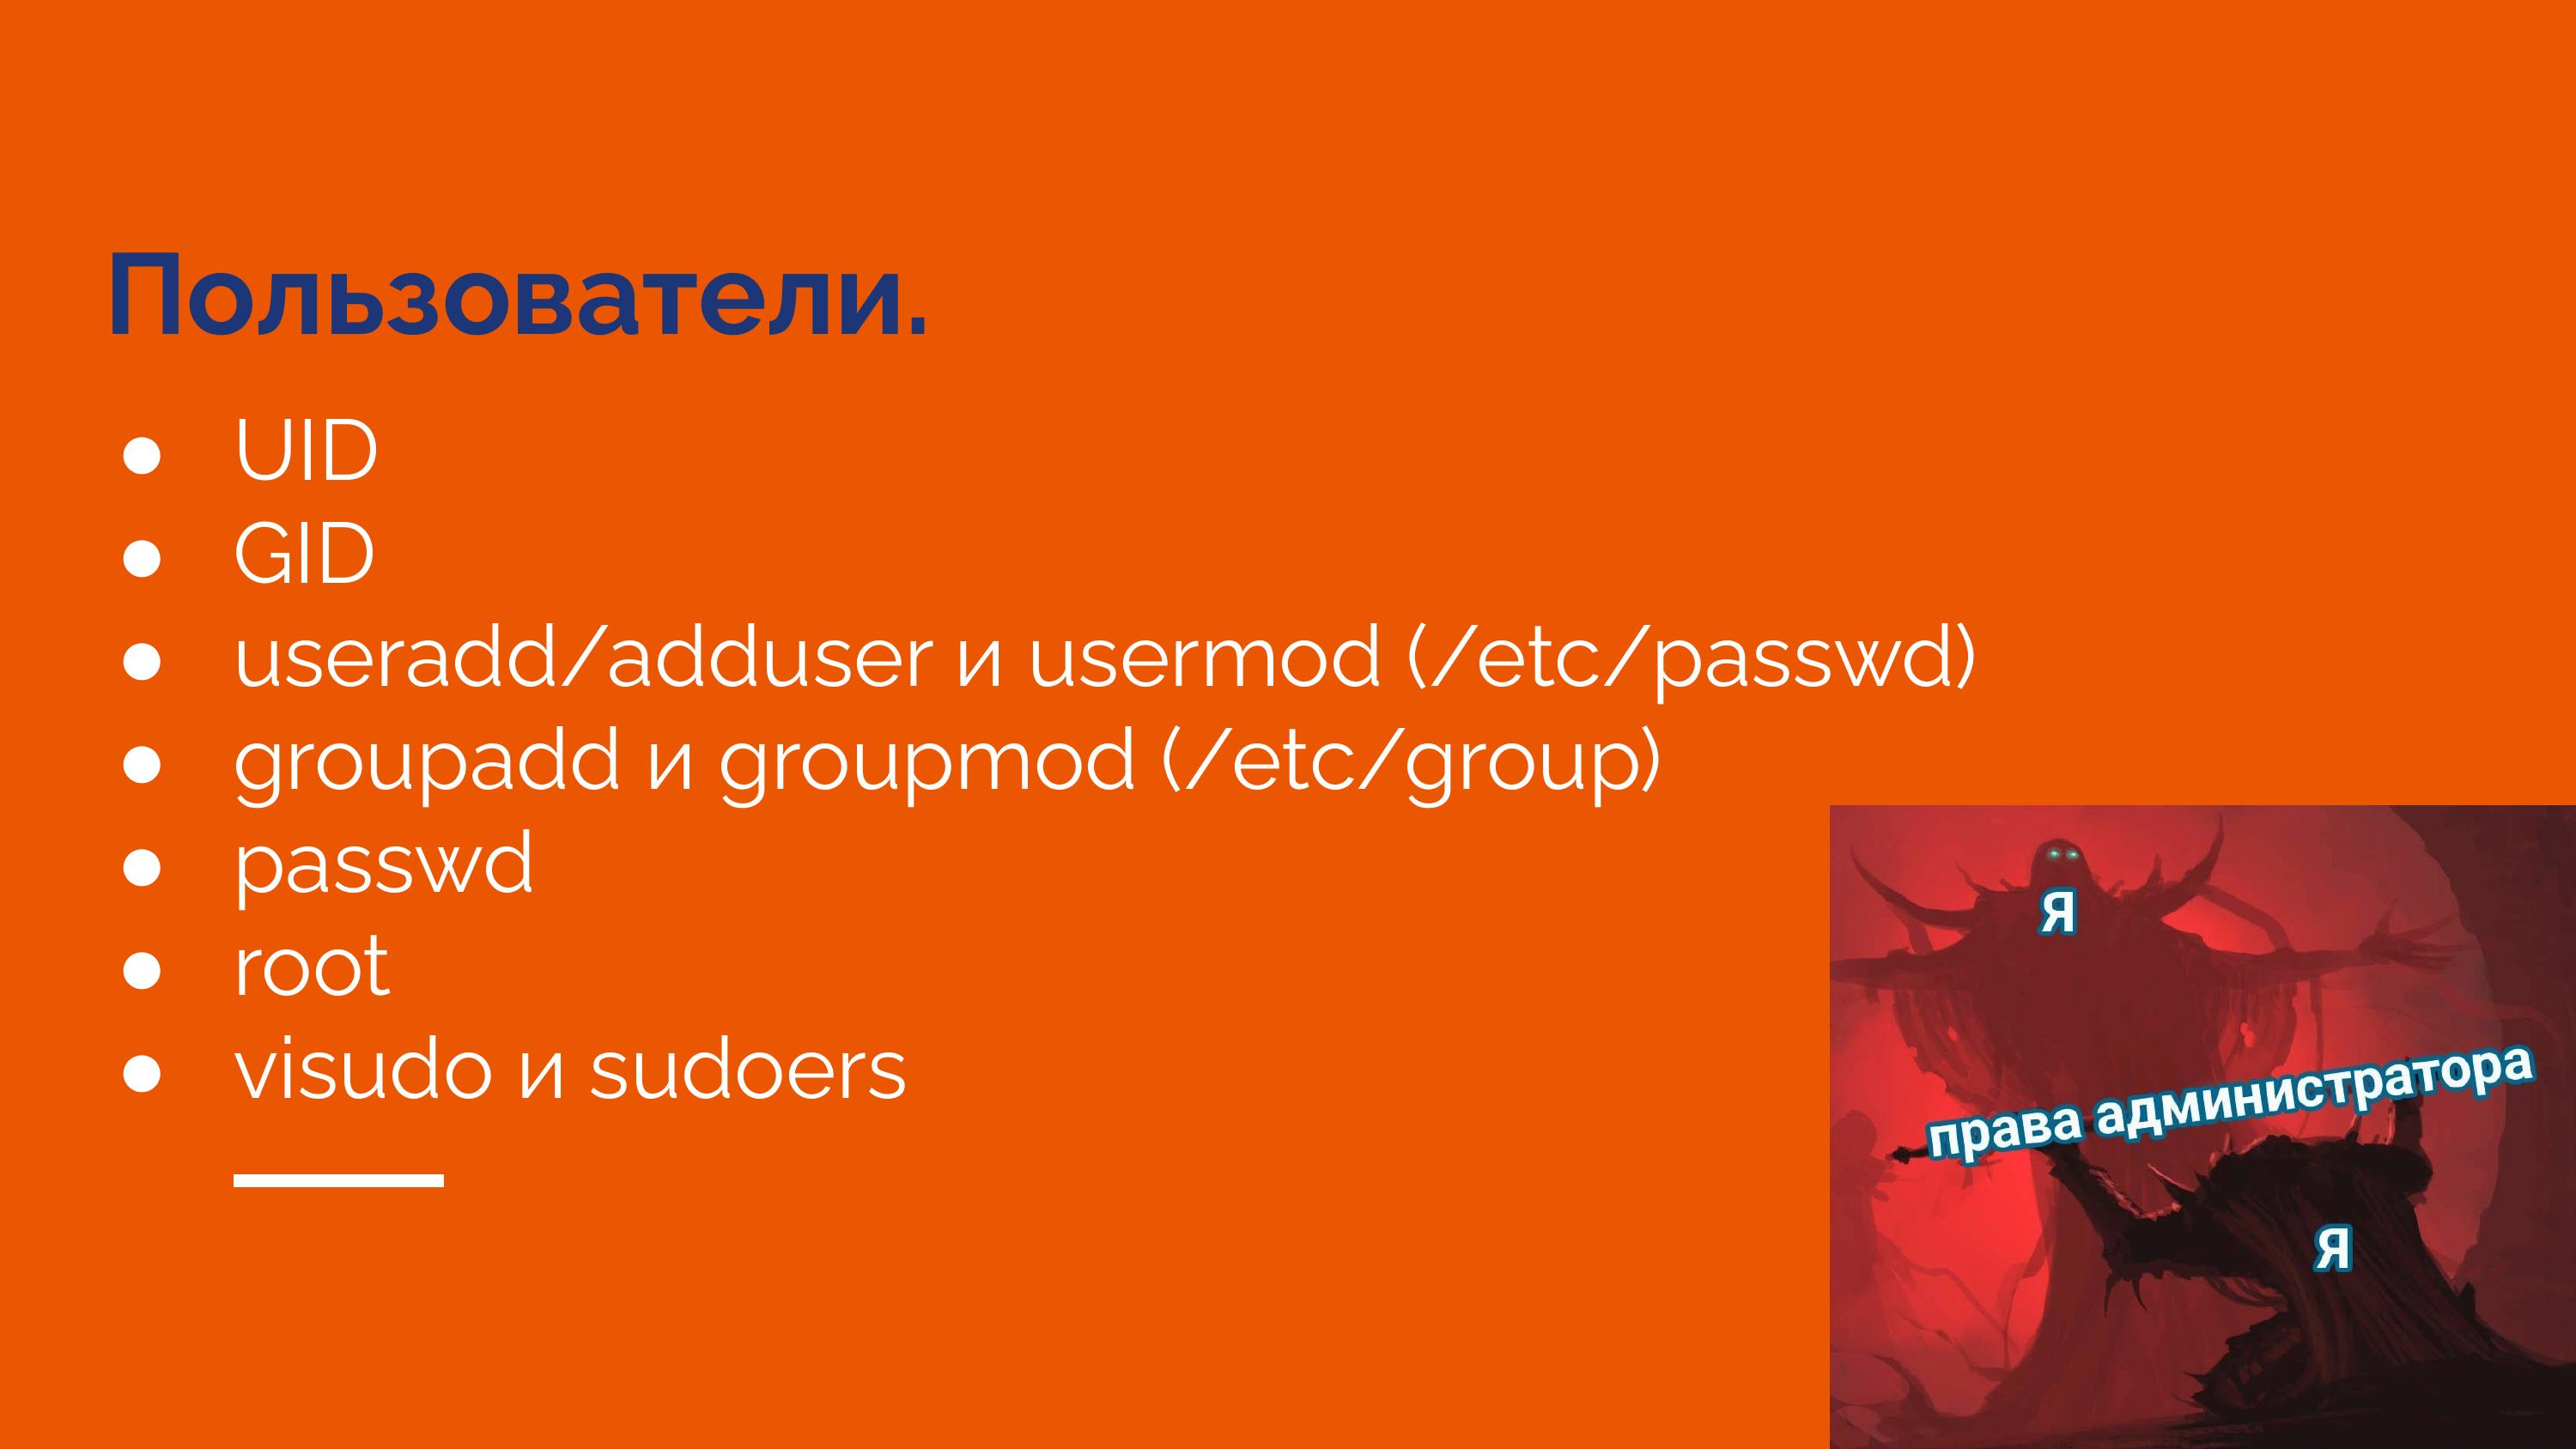 Пользователи.
● UID
● GID
● useradd/adduser и usermod (/etc/passwd)
● groupadd и groupmod (/etc/group)
● passwd
● root
● visudo и sudoers
Я
права администратора
Я